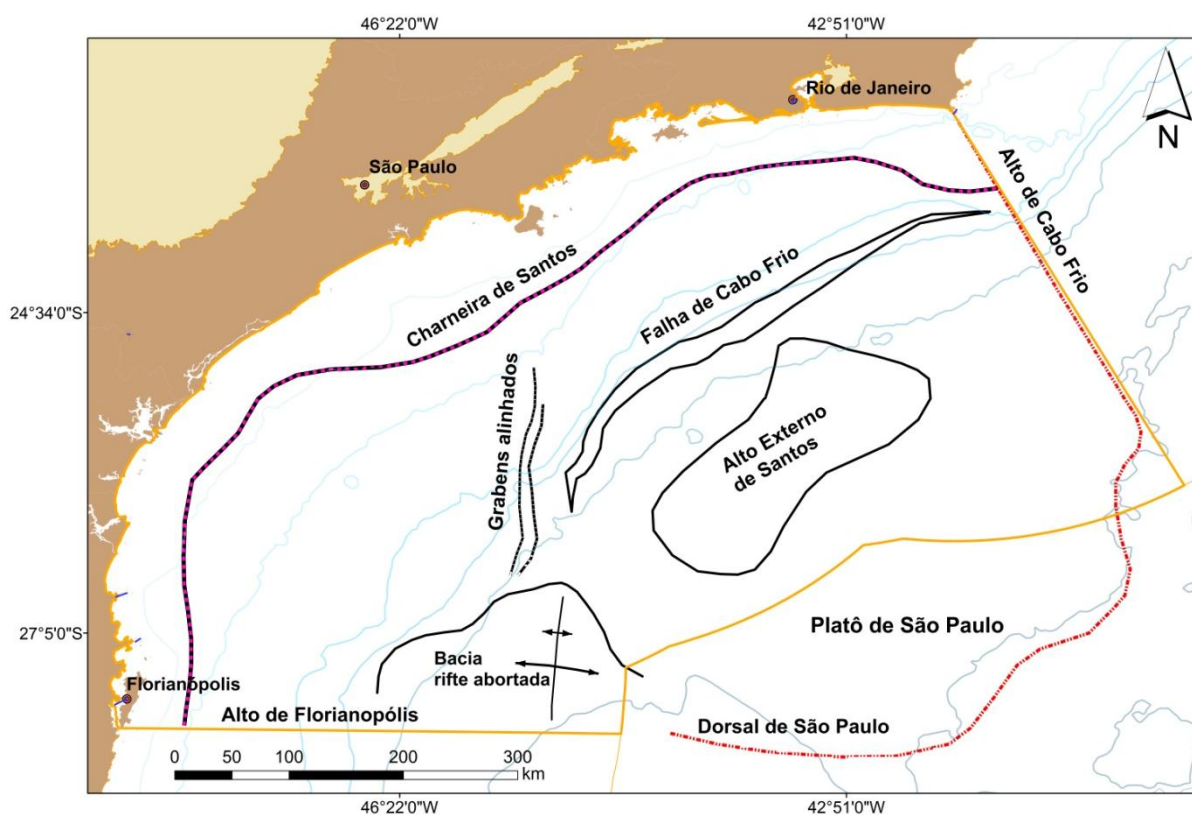 46°22'0"W
42°51'0"W
Rio de Janeiro
N
São Paulo
Alto de Cabo Frio
Charneira de Santos
Falha de Cabo Frio
24°34'0"S
Grabens alinhados
Alto Externo
de Santos
27°5'0"S
Platô de São Paulo
Bacia
rifte abortada
Florianópolis
Alto de Florianopólis
Dorsal de São Paulo
0 50 100 200 300
km
46°22'0"W
42°51'0"W